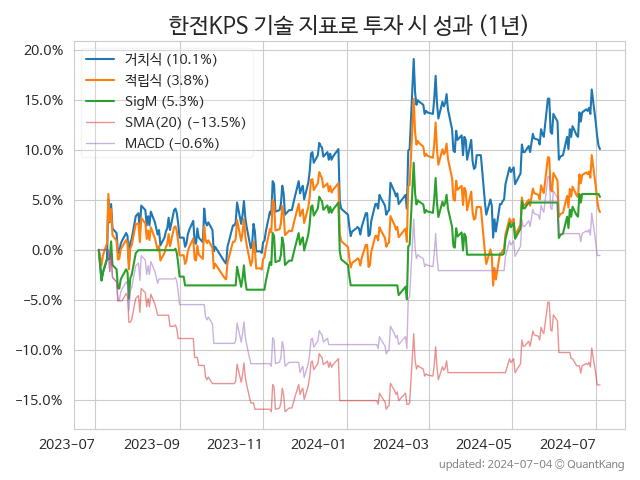 한전KPS 기술 지표로 투자 시 성과 (1년)
20.0%
15.0%
10.0%
5.0%
0.0%
−5.0%
−10.0%
−15.0%
거치식 (10.1%)
적립식 (3.8%)
SigM (5.3%)
SMA(20) (−13.5%)
MACD (−0.6%)
2023-07
2023-09
2023-11
2024-01
2024-03
2024-05
2024-07
updated: 2024-07-04 © QuantKang